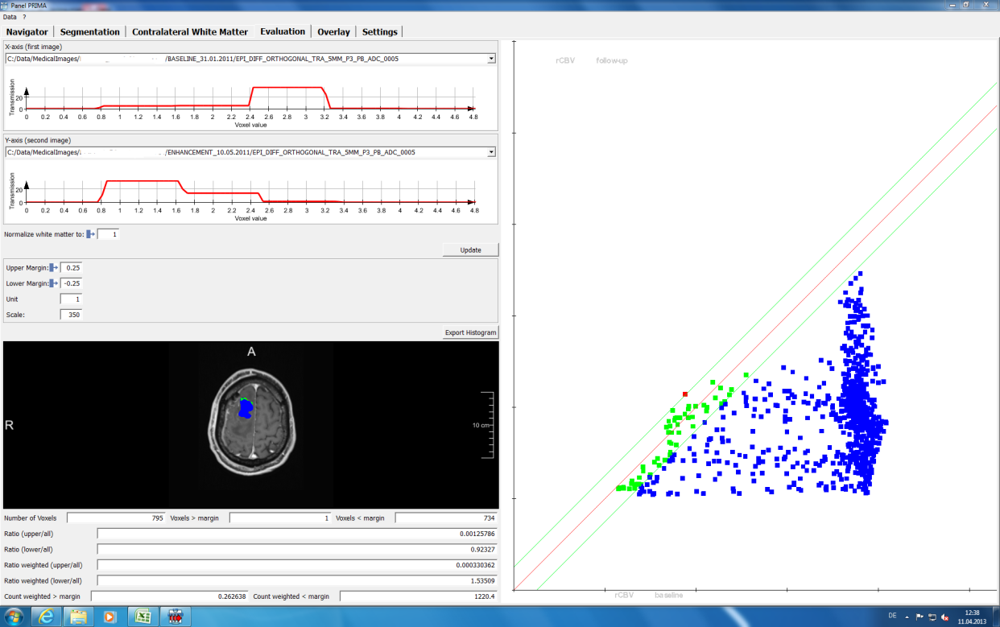 Panel PRIMA
Data ?
Navigator Segmentation Contralateral White Matter Evaluation Overlay Settings
X-axis (first image)
C:/Data/MedicalImages/ /BASELINE_31.01.2011/EPI_DIFF_ORTHOGONAL_TRA_5MM_P3_PB_ADC_0005
Transmission
20
0
0 0.2 0.4 0.6 0.8 1 1.2 1.4 1.6 1.8 2 2.2 2.4 2.6 2.8 3 3.2 3.4 3.6 3.8 4 4.2 4.4 4.6 4.8
Voxel value
Y-axis (second image)
C:/Data/MedicalImages/ /ENHANCEMENT_10.05.2011/EPI_DIFF_ORTHOGONAL_TRA_5MM_P3_PB_ADC_0005
Transmission
20
0
0 0.2 0.4 0.6 0.8 1 1.2 1.4 1.6 1.8 2 2.2 2.4 2.6 2.8 3 3.2 3.4 3.6 3.8 4 4.2 4.4 4.6 4.8
Voxel value
Normalize white matter to: 1
Update
Upper Margin: 0.25
Lower Margin: -0.25
Unit 1
Scale: 350
Export Histogram
A
R
10 cm
Number of Voxels 795 Voxels > margin 1 Voxels < margin 734
Ratio (upper/all) 0.00125786
Ratio (lower/all) 0.92327
Ratio weighted (upper/all) 0.000330362
Ratio weighted (lower/all) 1.53509
Count weighted > margin 0.262638 Count weighted < margin 1220.4
rCBV follow-up
rCBV baseline
DE 12:38
11.04.2013